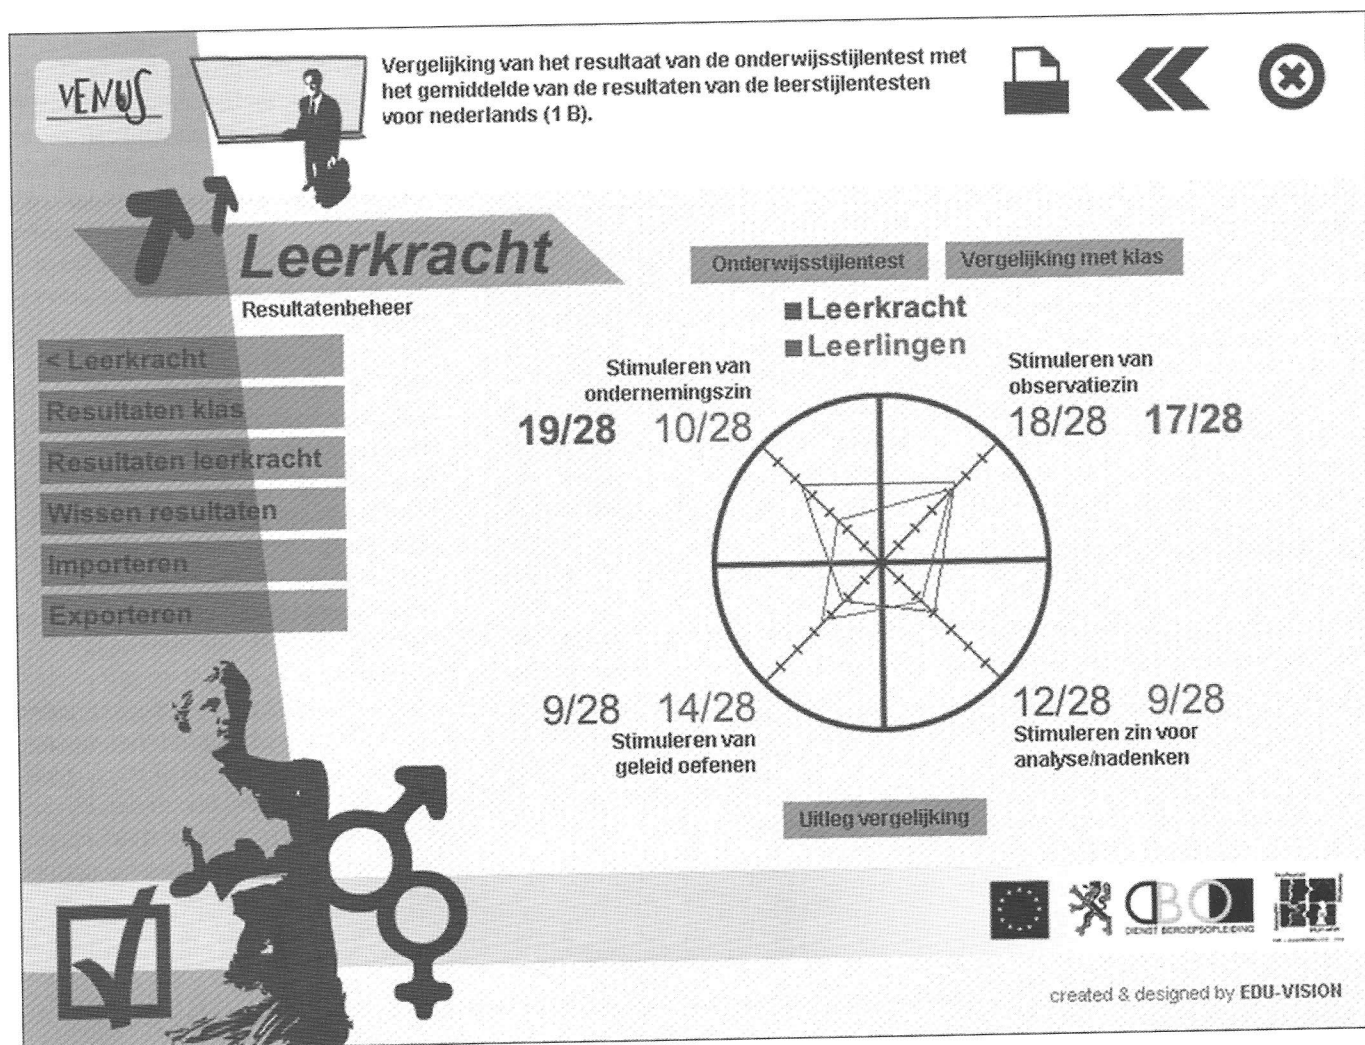 VENUS
Vergelijking van het resultaat van de onderwijsstijlentest met
het gemiddelde van de resultaten van de leerstijlentesten
voor nederlands (1 B).
Leerkracht
Resultatenbeheer
< Leerkracht
Resultaten klas
Resultaten leerkracht
Wissen resultaten
Importeren
Exporteren
Onderwijsstijlentest
Vergelijking met klas
Leerkracht
Leerlingen
Stimuleren van
ondernemingszin
19/28 10/28
Stimuleren van
observatiezin
18/28 17/28
9/28 14/28
Stimuleren van
geleid oefenen
12/28 9/28
Stimuleren zin voor
analyse/nadenken
Uitleg vergelijking
DBO
DIENST BEROEPSOPLEIDING
created & designed by EDU-VISION